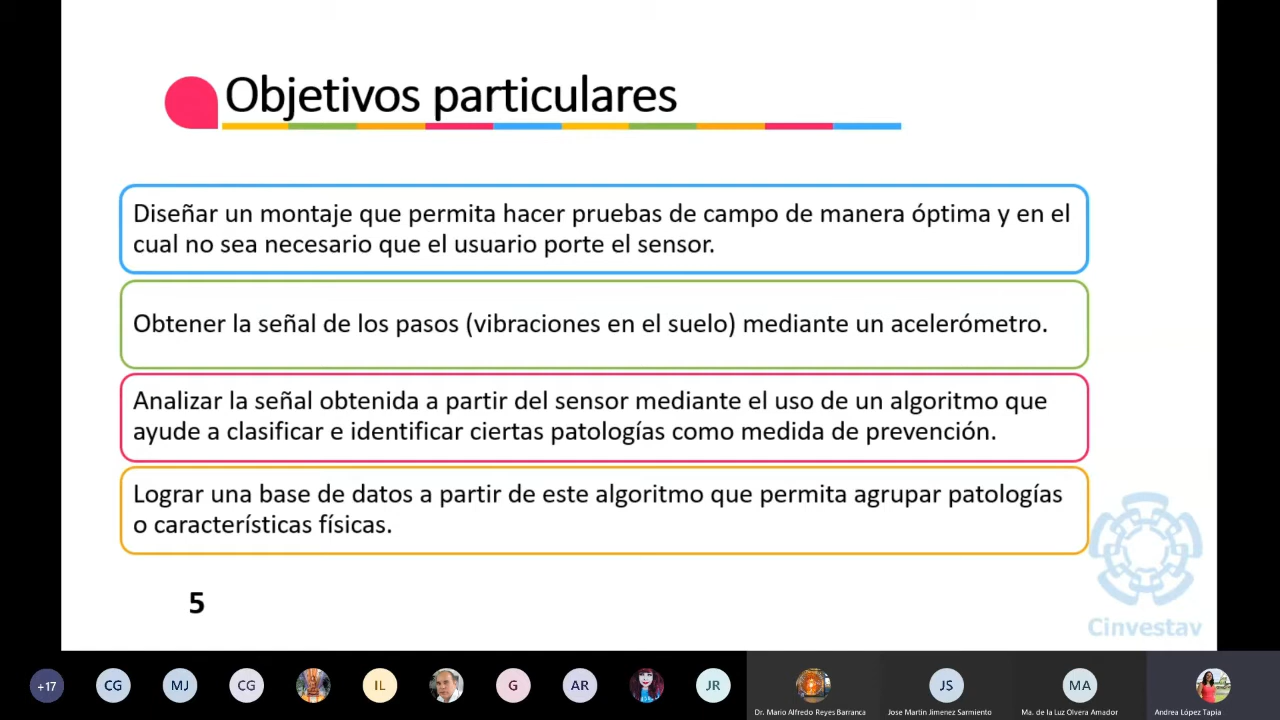 Objetivos particulares
Diseñar un montaje que permita hacer pruebas de campo de manera óptima y en el
cual no sea necesario que el usuario porte el sensor.
Obtener la señal de los pasos (vibraciones en el suelo) mediante un acelerómetro.
Analizar la señal obtenida a partir del sensor mediante el uso de un algoritmo que
ayude a clasificar e identificar ciertas patologías como medida de prevención.
Lograr una base de datos a partir de este algoritmo que permita agrupar patologías
o características físicas.
5
Cinvestav
+17 CG MJ CG IL G AR JR JS MA
Dr. Mario Alfredo Reyes Barranca Jose Martin Jimenez Sarmiento Ma. de la Luz Olvera Amador Andrea López Tapia